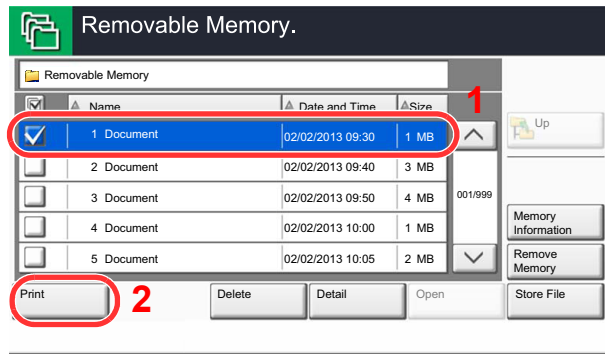 Removable Memory.
Removable Memory
Name Date and Time Size 1
1 Document 02/02/2013 09:30 1 MB
Up
2 Document 02/02/2013 09:40 3 MB
3 Document 02/02/2013 09:50 4 MB 001/999
4 Document 02/02/2013 10:00 1 MB
Memory
Information
5 Document 02/02/2013 10:05 2 MB
Remove
Memory
Print 2 Delete Detail Open Store File